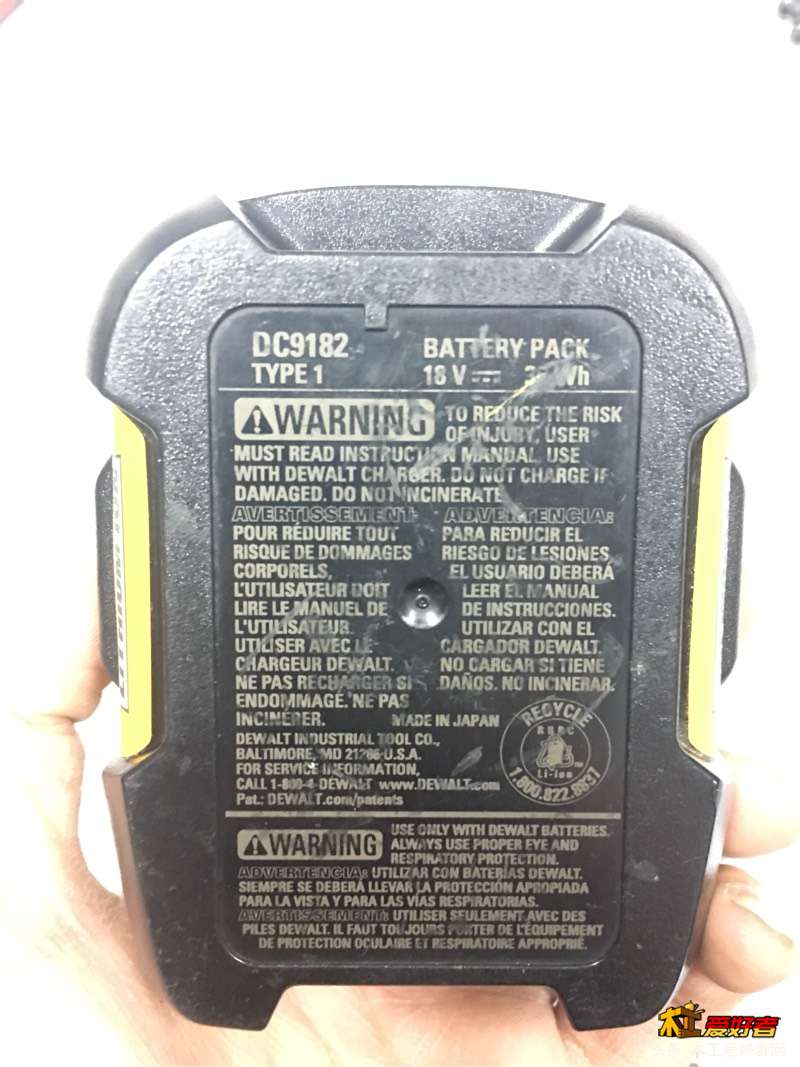 DC9182 BATTERY PACK
TYPE 1 18 V Wh
WARNING TO REDUCE THE RISK
OF INJURY, USER
MUST READ INSTRUCTION MANUAL. USE
WITH DEWALT CHARGER. DO NOT CHARGE IF
DAMAGED. DO NOT INCINERATE
AVERTISSEMENT:
POUR RÉDUIRE TOUT
RISQUE DE DOMMAGES
CORPORELS,
L'UTILISATEUR DOIT
LIRE LE MANUEL DE
L'UTILISATEUR.
UTILISER AVEC LE
CHARGEUR DEWALT.
NE PAS RECHARGER SI
ENDOMMAGÉ. NE PAS
INCINÉRER.
ADVERTENCIA:
PARA REDUCIR EL
RIESGO DE LESIONES
EL USUARIO DEBERÁ
LEER EL MANUAL
DE INSTRUCCIONES.
UTILIZAR CON EL
CARGADOR DEWALT.
NO CARGAR SI TIENE
DAÑOS. NO INCINERAR.
MADE IN JAPAN
DEWALT INDUSTRIAL TOOL CO.,
BALTIMORE, MD 21286 U.S.A.
FOR SERVICE INFORMATION,
CALL 1-800-4-DEWALT www.DEWALT.com
Pat.: DEWALT.com/patents
RECYCLE
RBRC
Li-Ion
1.800.822.8837
WARNING USE ONLY WITH DEWALT BATTERIES.
ALWAYS USE PROPER EYE AND
RESPIRATORY PROTECTION.
ADVERTENCIA: UTILIZAR CON BATERÍAS DEWALT.
SIEMPRE SE DEBERÁ LLEVAR LA PROTECCIÓN APROPIADA
PARA LA VISTA Y PARA LAS VÍAS RESPIRATORIAS.
AVERTISSEMENT: UTILISER SEULEMENT AVEC DES
PILES DEWALT. IL FAUT TOUJOURS PORTER DE L'ÉQUIPEMENT
DE PROTECTION OCULAIRE ET RESPIRATOIRE APPROPRIÉ.
木工爱好者